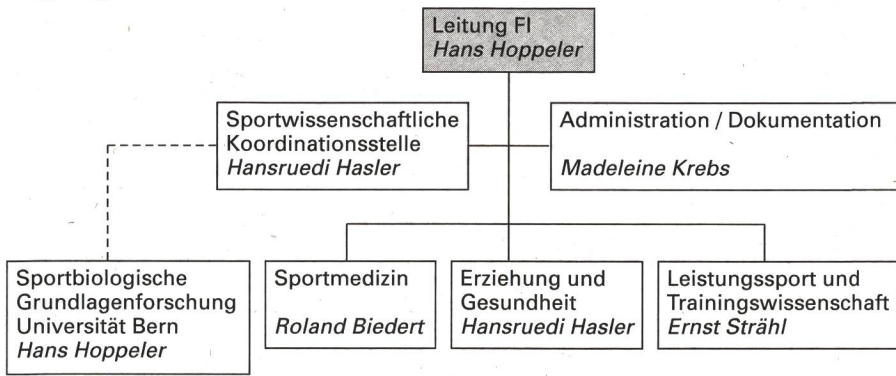 Leitung FI
Hans Hoppeler
Sportwissenschaftliche
Koordinationsstelle
Hansruedi Hasler
Administration / Dokumentation
Madeleine Krebs
Sportbiologische
Grundlagenforschung
Universität Bern
Hans Hoppeler
Sportmedizin
Roland Biedert
Erziehung und
Gesundheit
Hansruedi Hasler
Leistungssport und
Trainingswissenschaft
Ernst Strähl